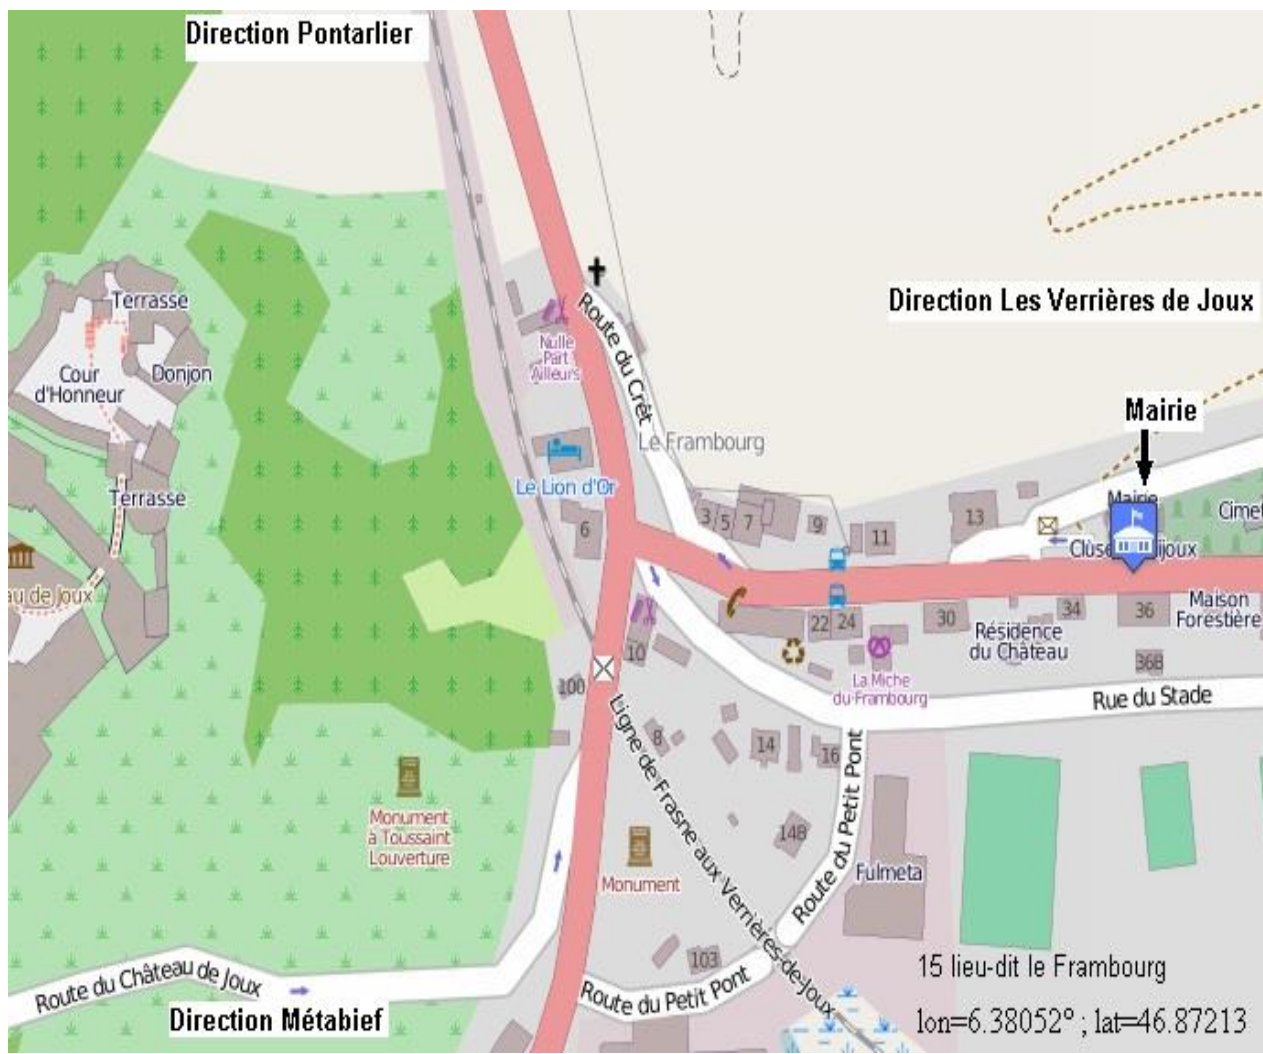 Direction Pontarlier
Terrasse
Cour
d'Honneur
Donjon
Terrasse
au de Joux
Nulle
Part
Ailleurs
Route du Crêt
Direction Les Verrières de Joux
Mairie
Le Frambourg
Le Lion d'Or
6
3
5
7
9
11
13
Mairie
Cimet
Maison
Forestière
22
24
30
34
36
36B
Résidence
du Château
La Miche
du Frambourg
Rue du Stade
10
100
8
14
16
14B
Ligne de Frasne aux Verrières-de-Joux
Route du Petit Pont
Fulmeta
Monument
à Toussaint
Louverture
Monument
103
Route du Petit Pont
Route du Château de Joux
Direction Métabief
15 lieu-dit le Frambourg
lon=6.38052° ; lat=46.87213